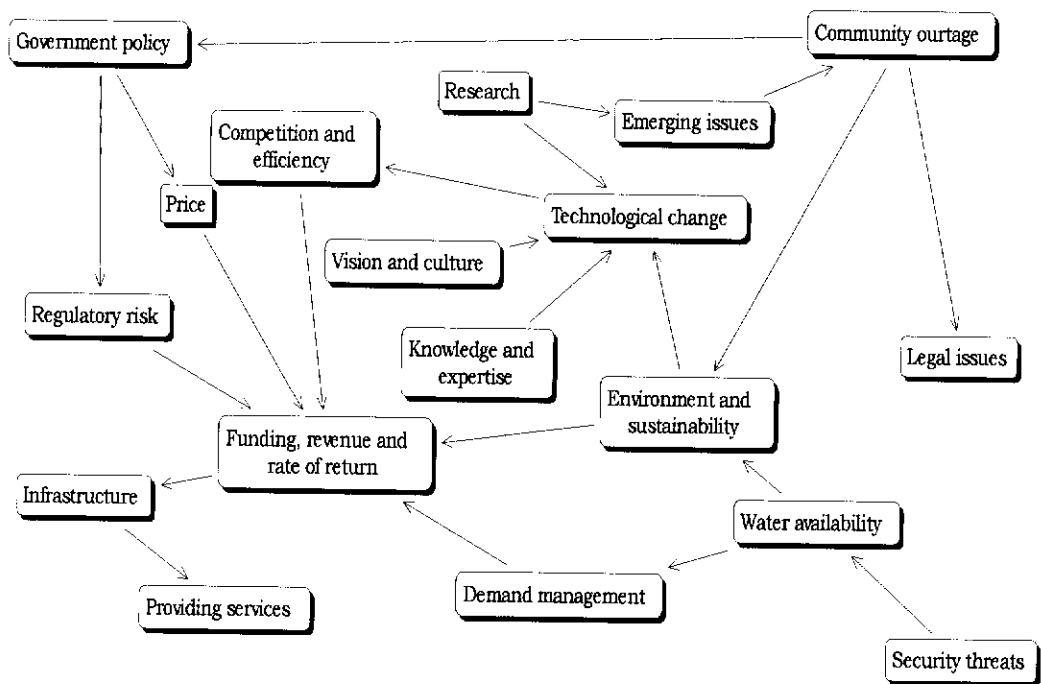 Government policy
Community ourtage
Research
Emerging issues
Competition and
efficiency
Price
Technological change
Vision and culture
Regulatory risk
Knowledge and
expertise
Legal issues
Environment and
sustainability
Funding, revenue and
rate of return
Infrastructure
Water availability
Demand management
Providing services
Security threats